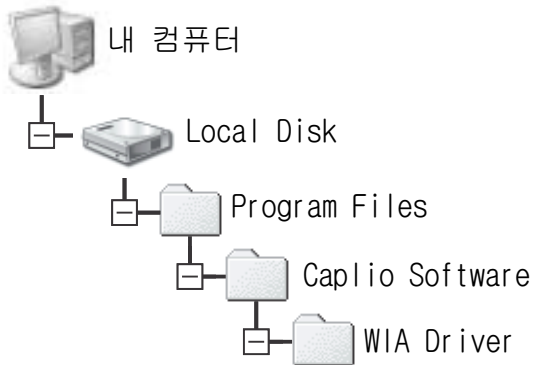 내 컴퓨터
Local Disk
Program Files
Caplio Software
WIA Driver